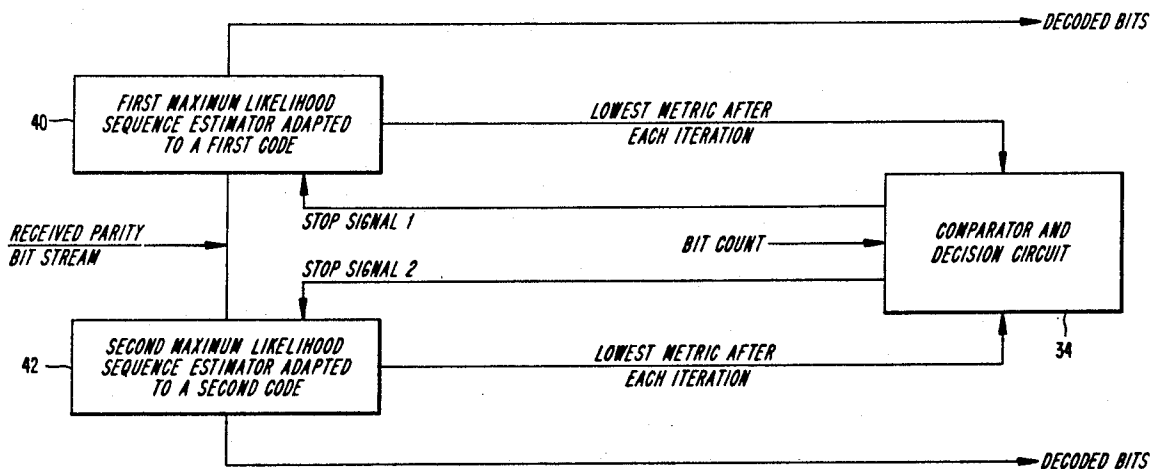 DECODED BITS
FIRST MAXIMUM LIKELIHOOD
SEQUENCE ESTIMATOR ADAPTED
TO A FIRST CODE
40
LOWEST METRIC AFTER
EACH ITERATION
STOP SIGNAL 1
RECEIVED PARITY
BIT STREAM
BIT COUNT
COMPARATOR AND
DECISION CIRCUIT
STOP SIGNAL 2
34
SECOND MAXIMUM LIKELIHOOD
SEQUENCE ESTIMATOR ADAPTED
TO A SECOND CODE
42
LOWEST METRIC AFTER
EACH ITERATION
DECODED BITS